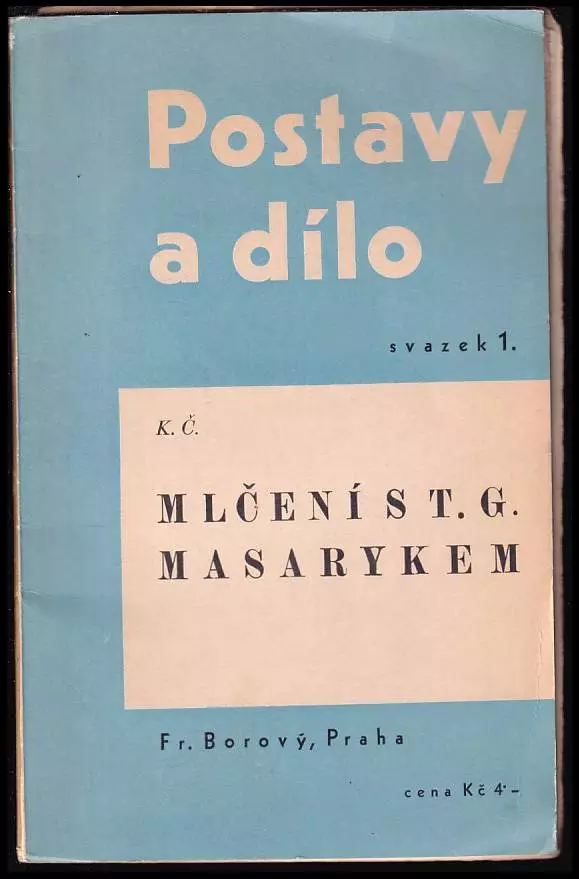 Postavy
a dílo
svazek 1.
K. Č.
MLČENÍ S T. G.
MASARYKEM
Fr. Borový, Praha
cena Kč 4·–